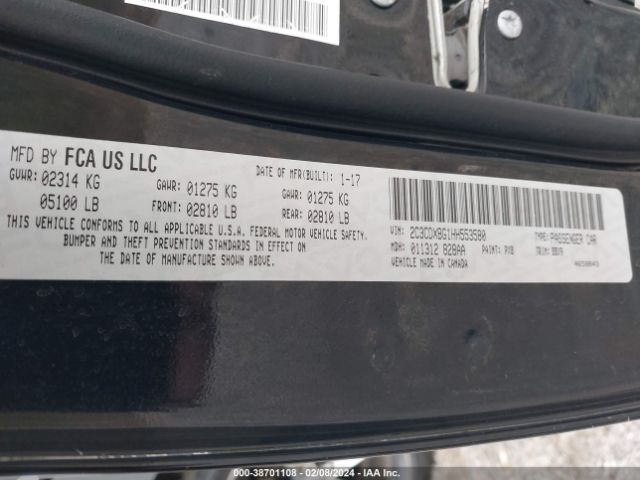 MFD BY FCA US LLC
DATE OF MFR(BUILT): 1-17
GVWR: 02314 KG
GAWR: 01275 KG
GAWR: 01275 KG
05100 LB
FRONT: 02810 LB
REAR: 02810 LB
THIS VEHICLE CONFORMS TO ALL APPLICABLE U.S.A. FEDERAL MOTOR VEHICLE SAFETY,
BUMPER AND THEFT PREVENTION STANDARDS IN EFFECT ON
THE DATE OF MANUFACTURE SHOWN ABOVE.
VIN: 2C3CDXBG1HH553580
TYPE: PASSENGER CAR
MDH: 011312 828AA
PAINT: PXB
TRIM:
VEHICLE MADE IN CANADA
000-38701108 - 02/08/2024 - IAA Inc.